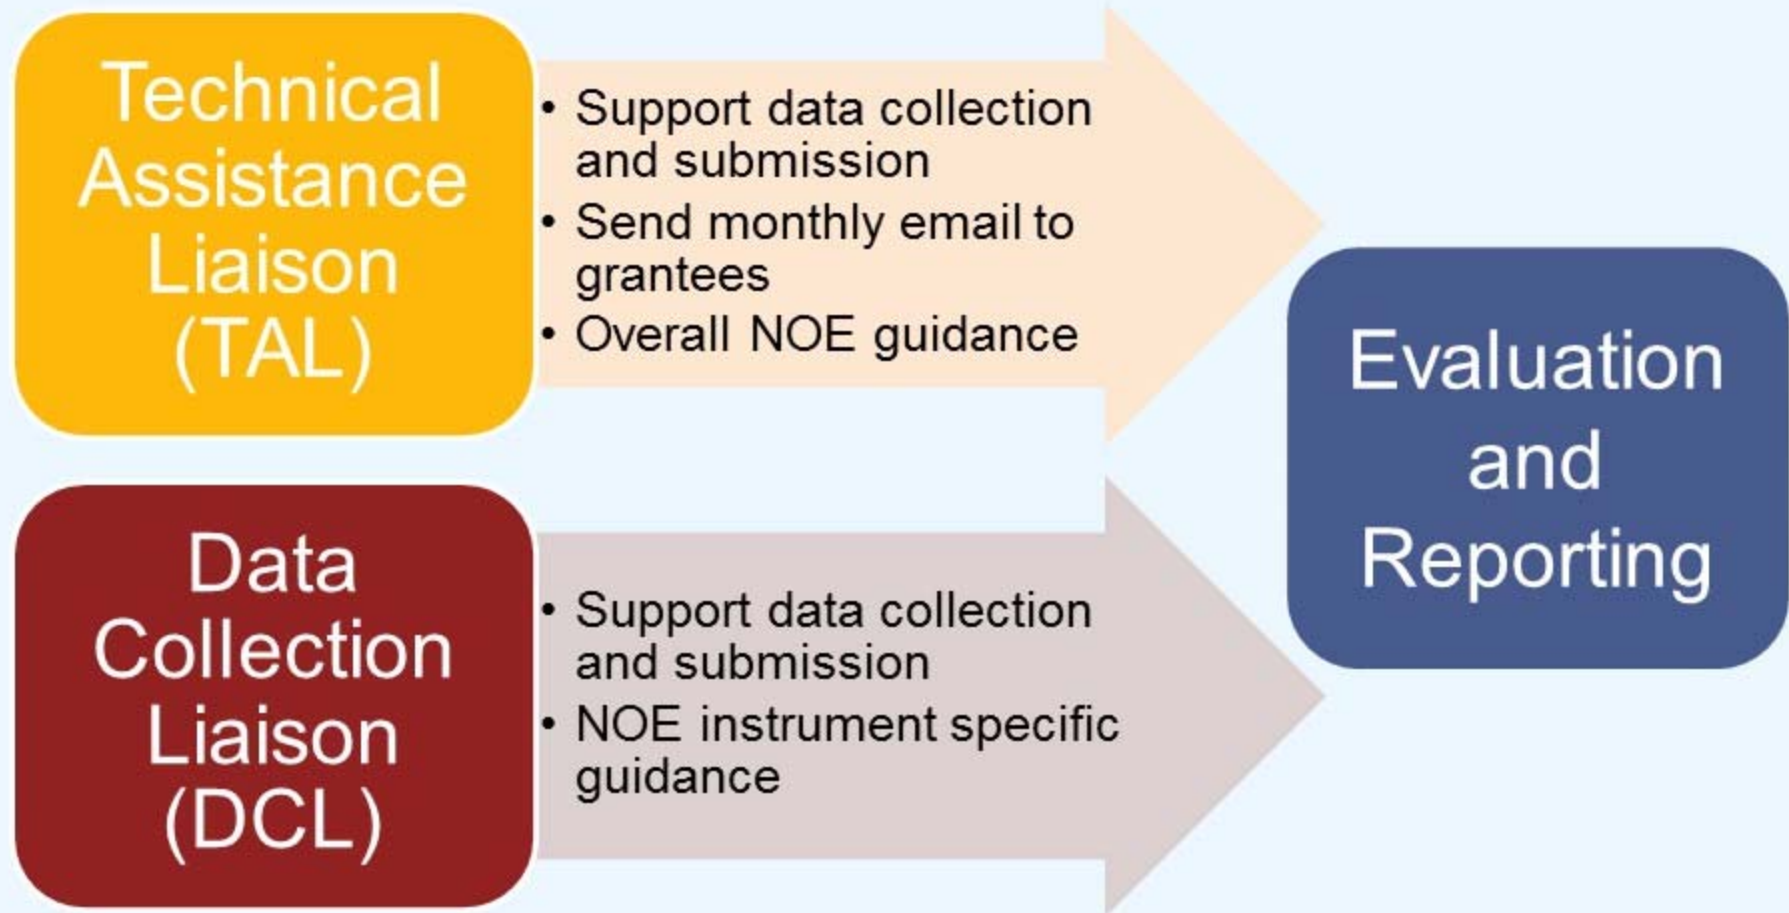 Technical
Assistance
Liaison
(TAL)
• Support data collection
and submission
• Send monthly email to
grantees
• Overall NOE guidance
Data
Collection
Liaison
(DCL)
• Support data collection
and submission
• NOE instrument specific
guidance
Evaluation
and
Reporting